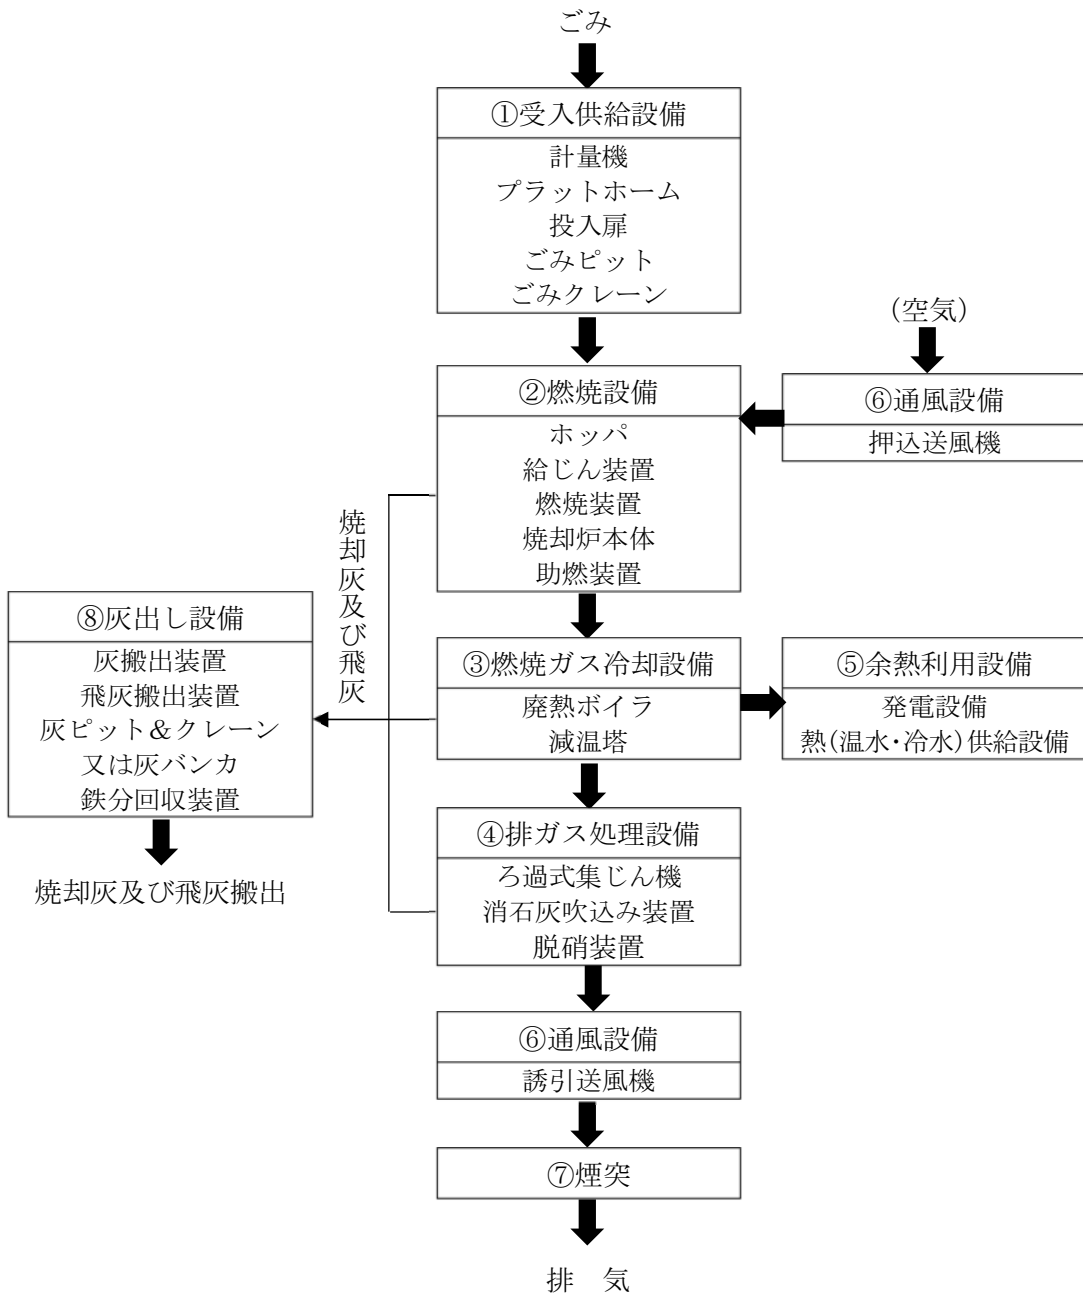 ごみ
①受入供給設備
計量機
プラットホーム
投入扉
ごみピット
ごみクレーン
(空気)
②燃焼設備
ホッパ
給じん装置
燃焼装置
焼却炉本体
助燃装置
⑥通風設備
押込送風機
焼却灰及び飛灰
③燃焼ガス冷却設備
廃熱ボイラ
減温塔
⑤余熱利用設備
発電設備
熱(温水・冷水)供給設備
⑧灰出し設備
灰搬出装置
飛灰搬出装置
灰ピット&クレーン
又は灰バンカ
鉄分回収装置
焼却灰及び飛灰搬出
④排ガス処理設備
ろ過式集じん機
消石灰吹込み装置
脱硝装置
⑥通風設備
誘引送風機
⑦煙突
排 気